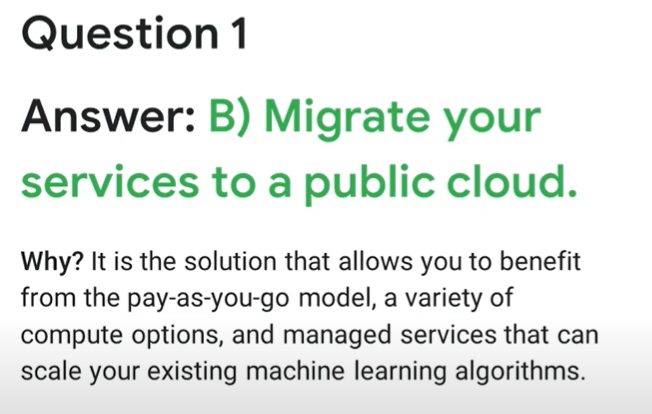 Question 1
Answer: B) Migrate your
services to a public cloud.
Why? It is the solution that allows you to benefit
from the pay-as-you-go model, a variety of
compute options, and managed services that can
scale your existing machine learning algorithms.